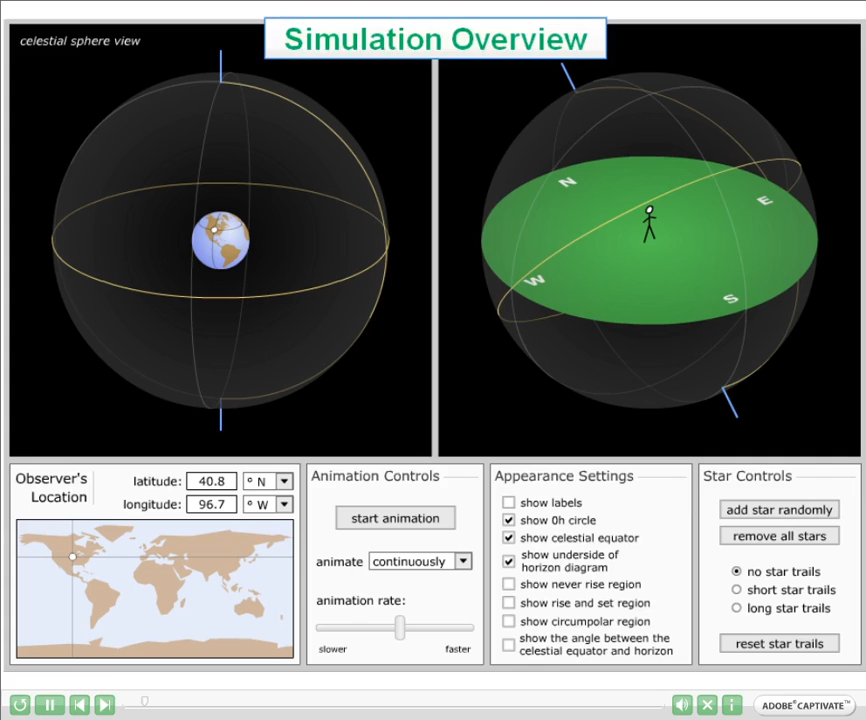 Simulation Overview
celestial sphere view
N
E
W
S
Observer's
Location
latitude: 40.8 ° N
longitude: 96.7 ° W
Animation Controls
start animation
animate continuously
animation rate:
slower faster
Appearance Settings
show labels
show 0h circle
show celestial equator
show underside of
horizon diagram
show never rise region
show rise and set region
show circumpolar region
show the angle between the
celestial equator and horizon
Star Controls
add star randomly
remove all stars
no star trails
short star trails
long star trails
reset star trails
ADOBE® CAPTIVATE™